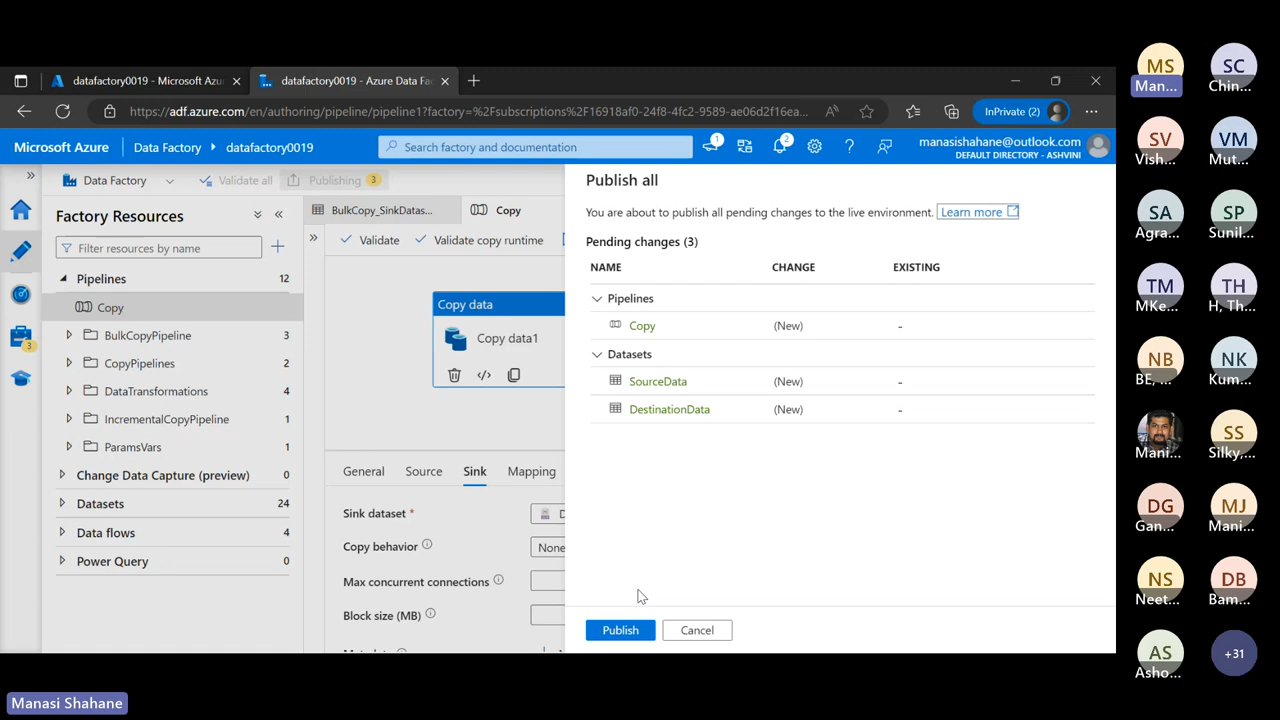 datafactory0019 - Microsoft Azu
datafactory0019 - Azure Data Fa
https://adf.azure.com/en/authoring/pipeline/pipeline1?factory=%2Fsubscriptions%2F16918af0-24f8-4fc2-9589-ae06d2f16ea...
InPrivate (2)
Microsoft Azure
Data Factory
datafactory0019
Search factory and documentation
1
2
manasishahane@outlook.com
DEFAULT DIRECTORY - ASHVINI
Data Factory
Validate all
Publishing 3
Factory Resources
Filter resources by name
Pipelines 12
Copy
BulkCopyPipeline 3
CopyPipelines 2
DataTransformations 4
IncrementalCopyPipeline 1
ParamsVars 1
Change Data Capture (preview) 0
Datasets 24
Data flows 4
Power Query 0
3
BulkCopy_SinkDatas...
Copy
Validate
Validate copy runtime
Copy data
Copy data1
General
Source
Sink
Mapping
Sink dataset *
D
Copy behavior
None
Max concurrent connections
Block size (MB)
Publish all
You are about to publish all pending changes to the live environment. Learn more
Pending changes (3)
NAME CHANGE EXISTING
Pipelines
Copy (New) -
Datasets
SourceData (New) -
DestinationData (New) -
Publish
Cancel
MS
Man...
SC
Chin...
SV
Vish...
VM
Mut...
SA
Agra...
SP
Sunil...
TM
MKe...
TH
H, Th...
NB
BE, ...
NK
Kum...
Mani...
SS
Silky,...
DG
Gan...
MJ
Mani...
NS
Neet...
DB
Bam...
AS
Asho...
+31
Manasi Shahane